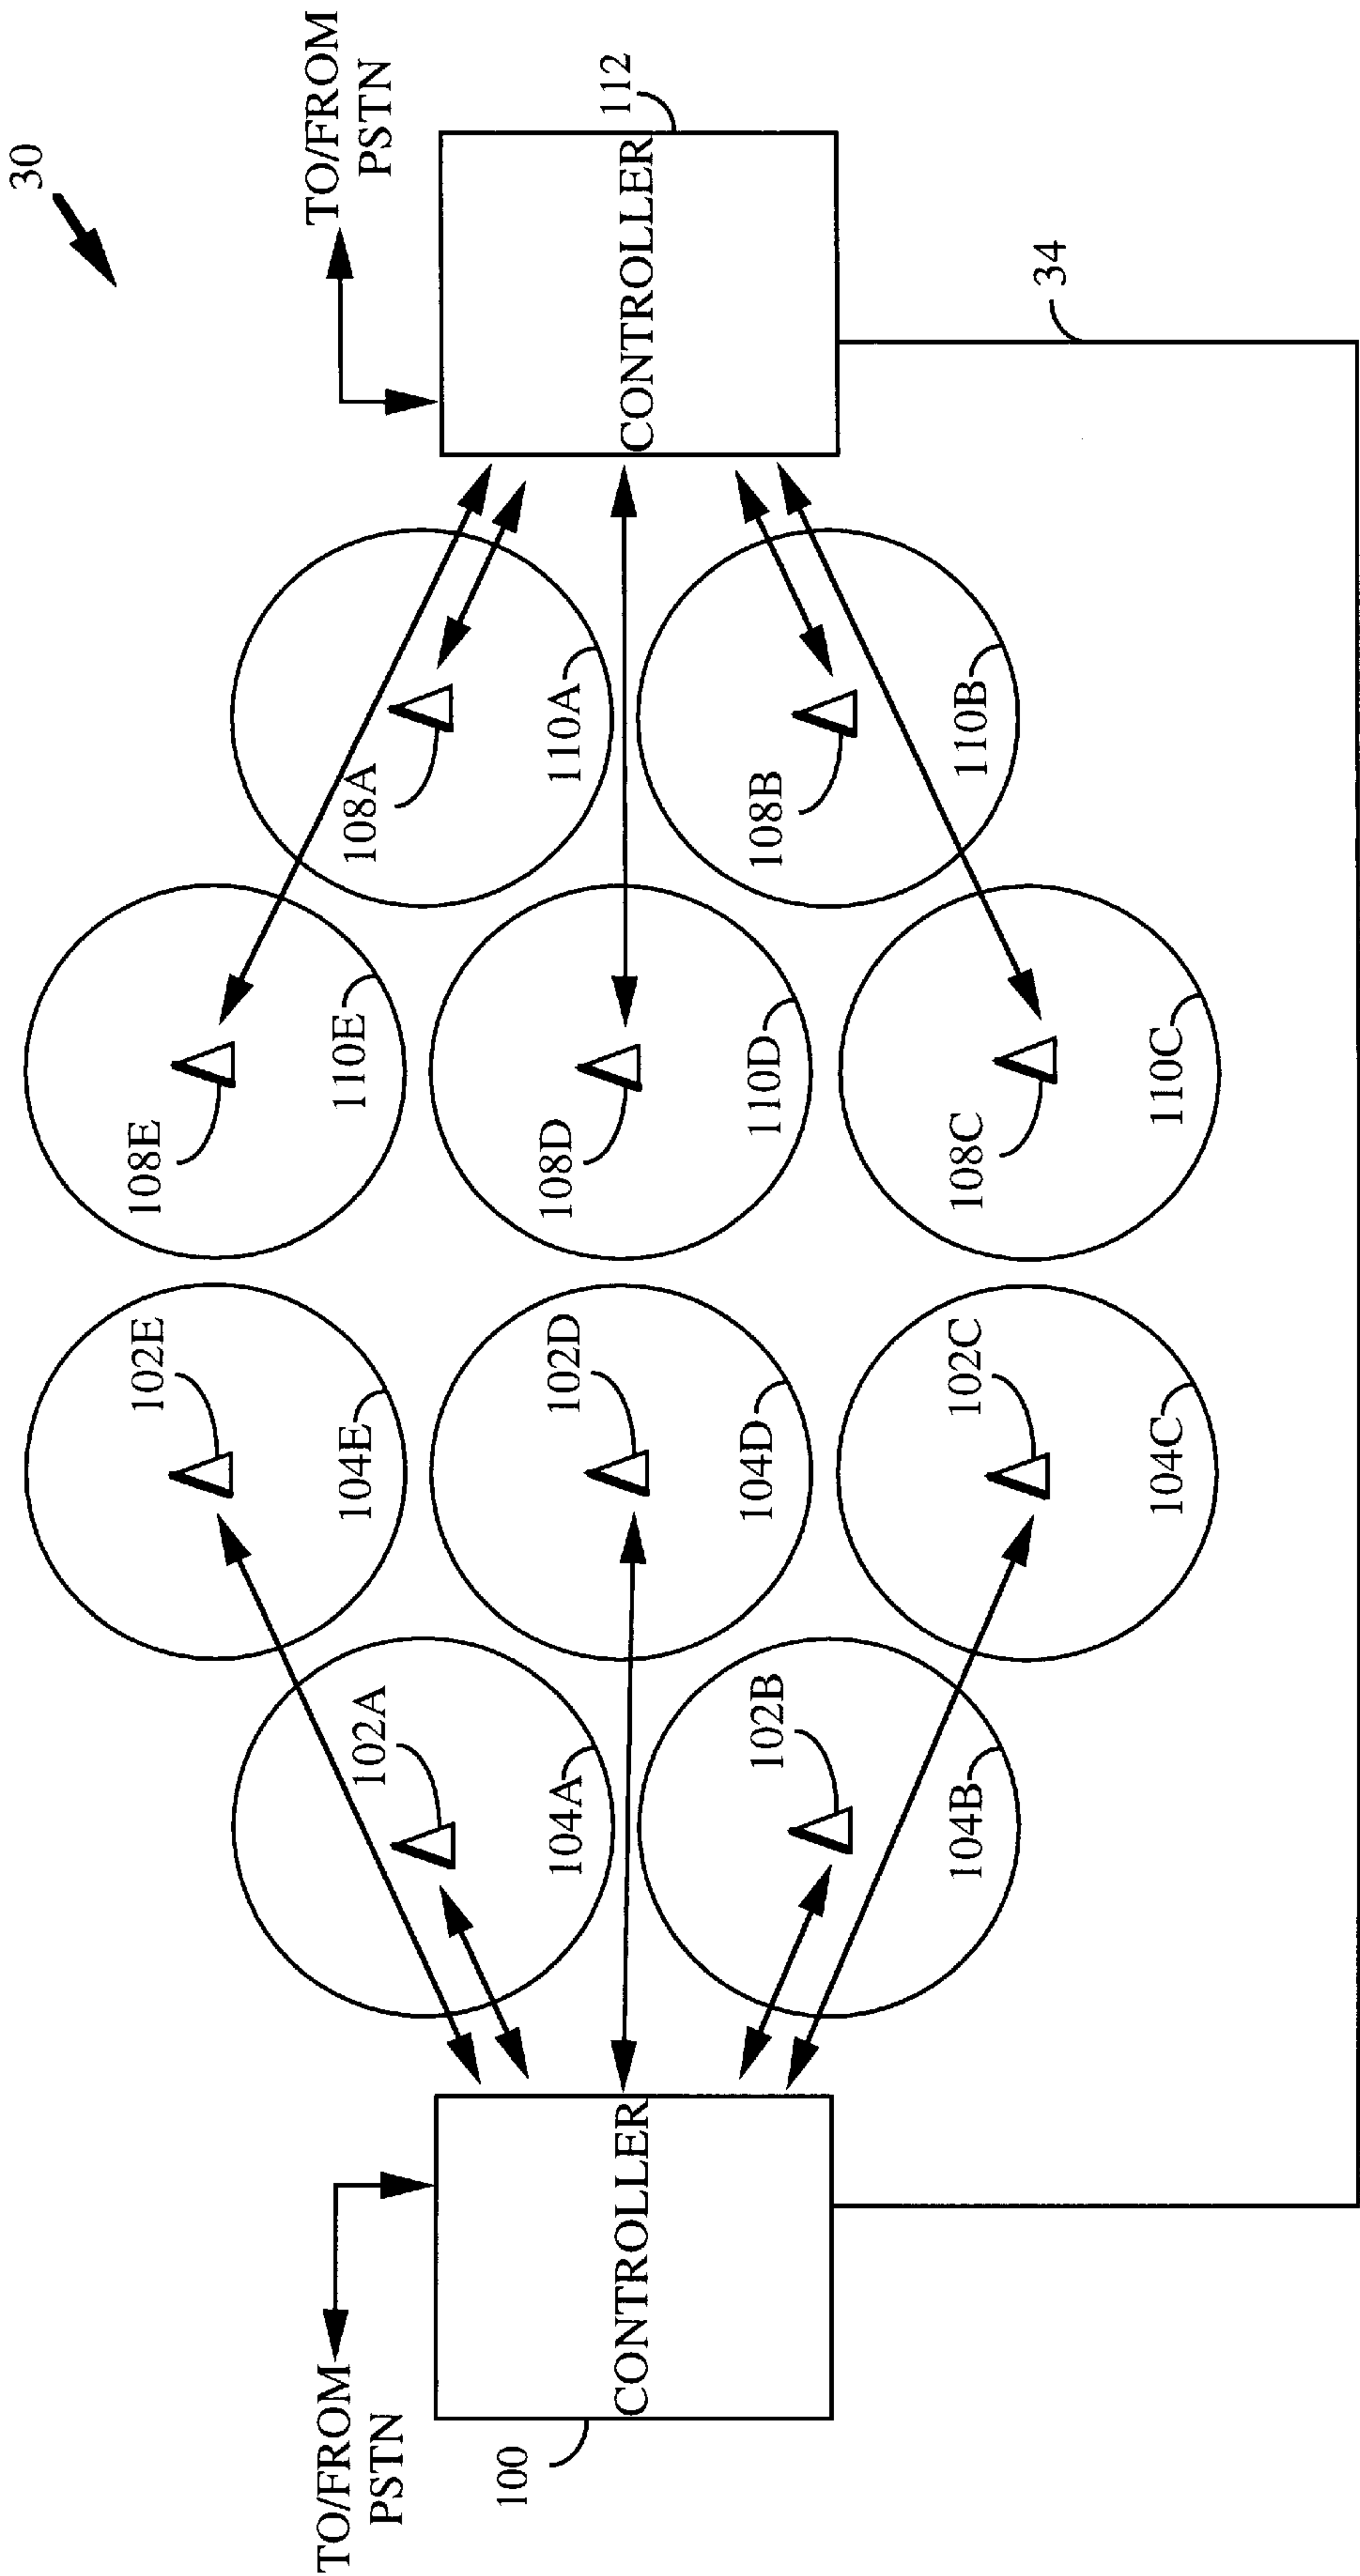 30
TO/FROM
PSTN
TO/FROM
PSTN
100
CONTROLLER
112
CONTROLLER
34
102E
104E
108E
110E
102A
104A
108A
110A
102D
104D
108D
110D
102B
104B
108B
110B
102C
104C
108C
110C